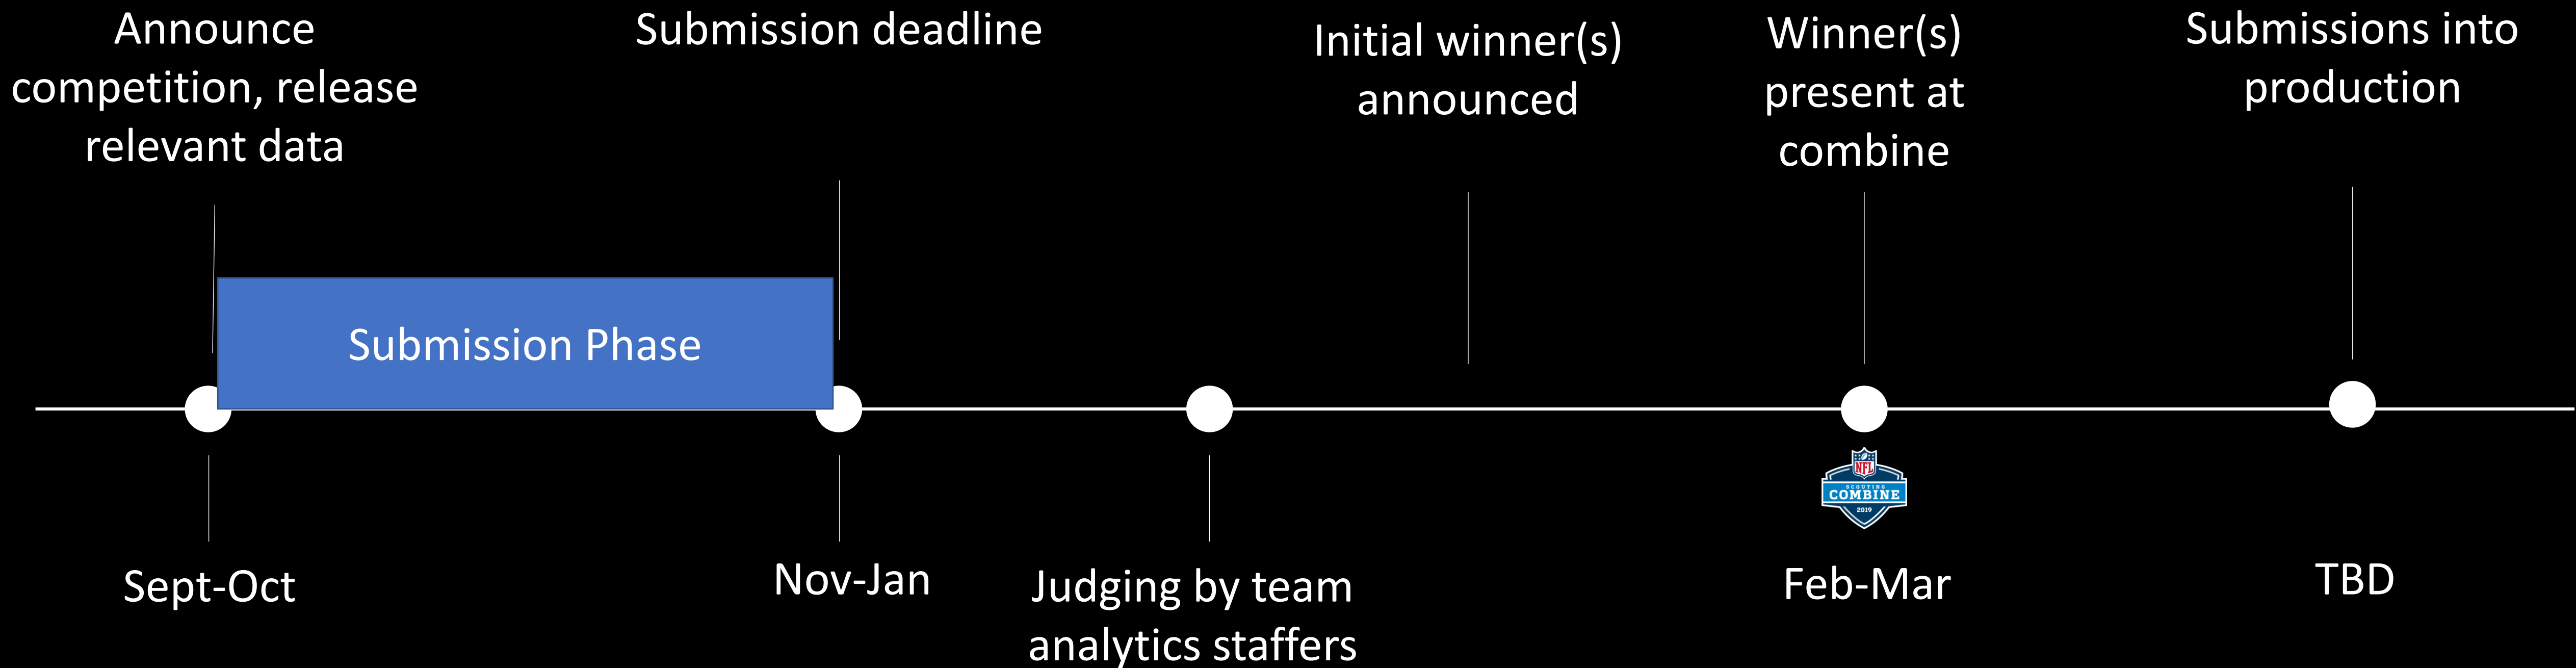 Announce
competition, release
relevant data
Submission deadline
Initial winner(s)
announced
Winner(s)
present at
combine
Submissions into
production
Submission Phase
NFL
SCOUTING
COMBINE
2019
Sept-Oct
Nov-Jan
Judging by team
analytics staffers
Feb-Mar
TBD